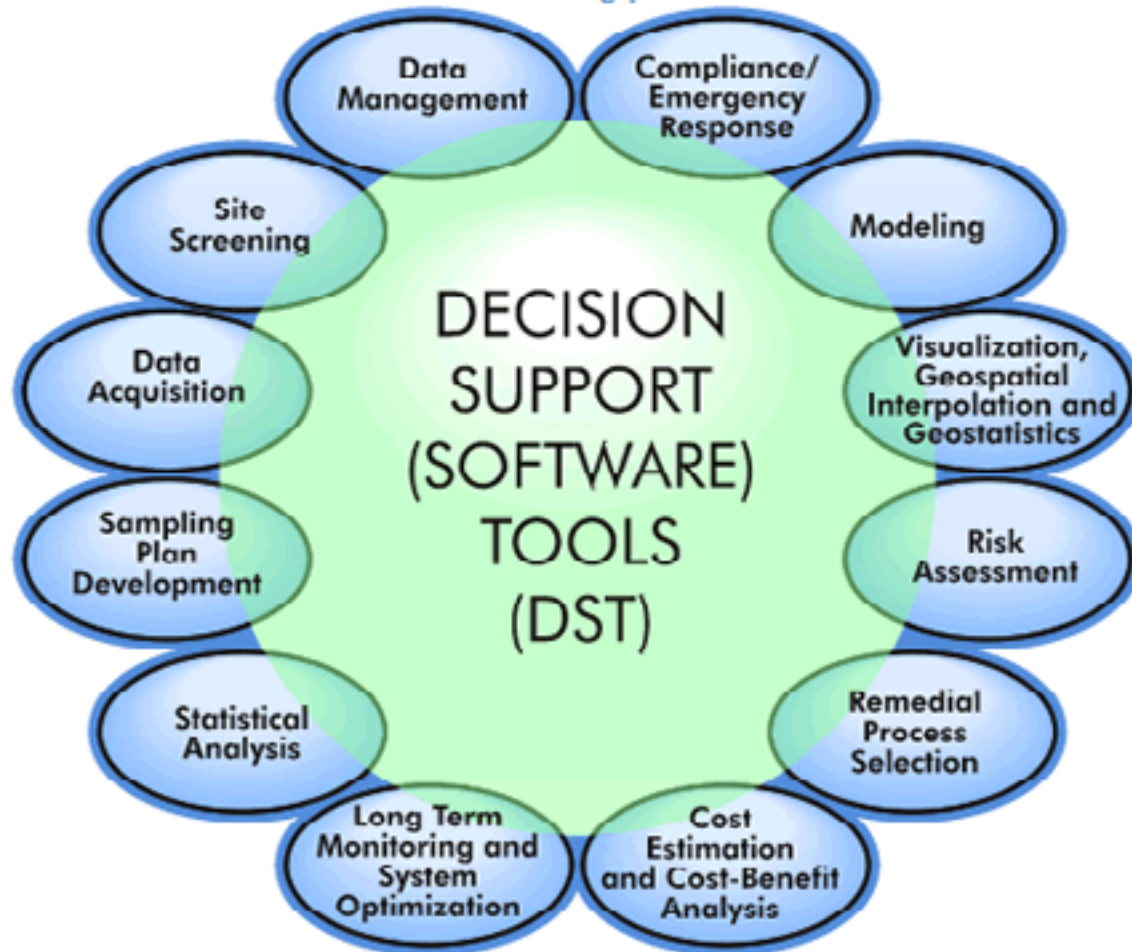 Data
Management
Compliance/
Emergency
Response
Site
Screening
Modeling
DECISION
SUPPORT
(SOFTWARE)
TOOLS
(DST)
Data
Acquisition
Visualization,
Geospatial
Interpolation and
Geostatistics
Sampling
Plan
Development
Risk
Assessment
Statistical
Analysis
Remedial
Process
Selection
Long Term
Monitoring and
System
Optimization
Cost
Estimation
and Cost-Benefit
Analysis